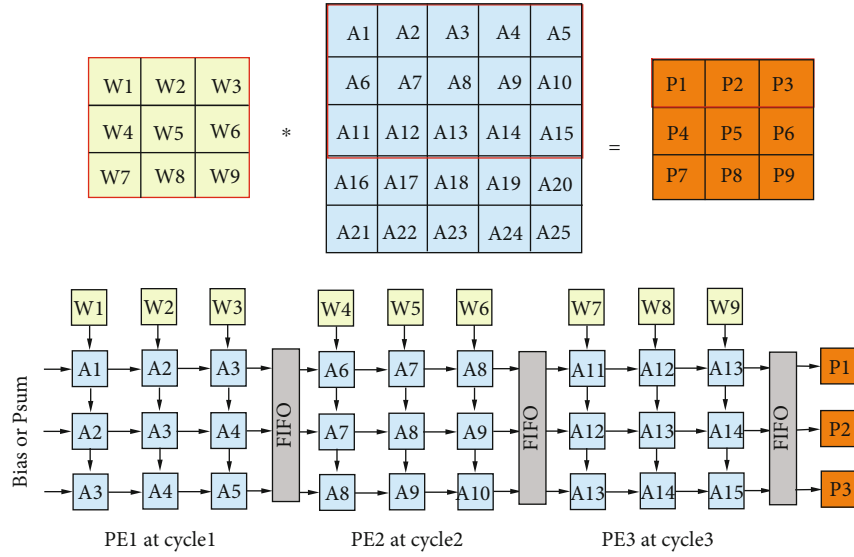 A1 A2 A3 A4 A5
W1 W2 W3 A6 A7 A8 A9 A10 P1 P2 P3
W4 W5 W6 * A11 A12 A13 A14 A15 = P4 P5 P6
W7 W8 W9 A16 A17 A18 A19 A20 P7 P8 P9
A21 A22 A23 A24 A25
W1 W2 W3 W4 W5 W6 W7 W8 W9
A1 A2 A3 A6 A7 A8 A11 A12 A13 P1
Bias or Psum
A2 A3 A4 FIFO A7 A8 A9 FIFO A12 A13 A14 FIFO P2
A3 A4 A5 A8 A9 A10 A13 A14 A15 P3
PE1 at cycle1 PE2 at cycle2 PE3 at cycle3